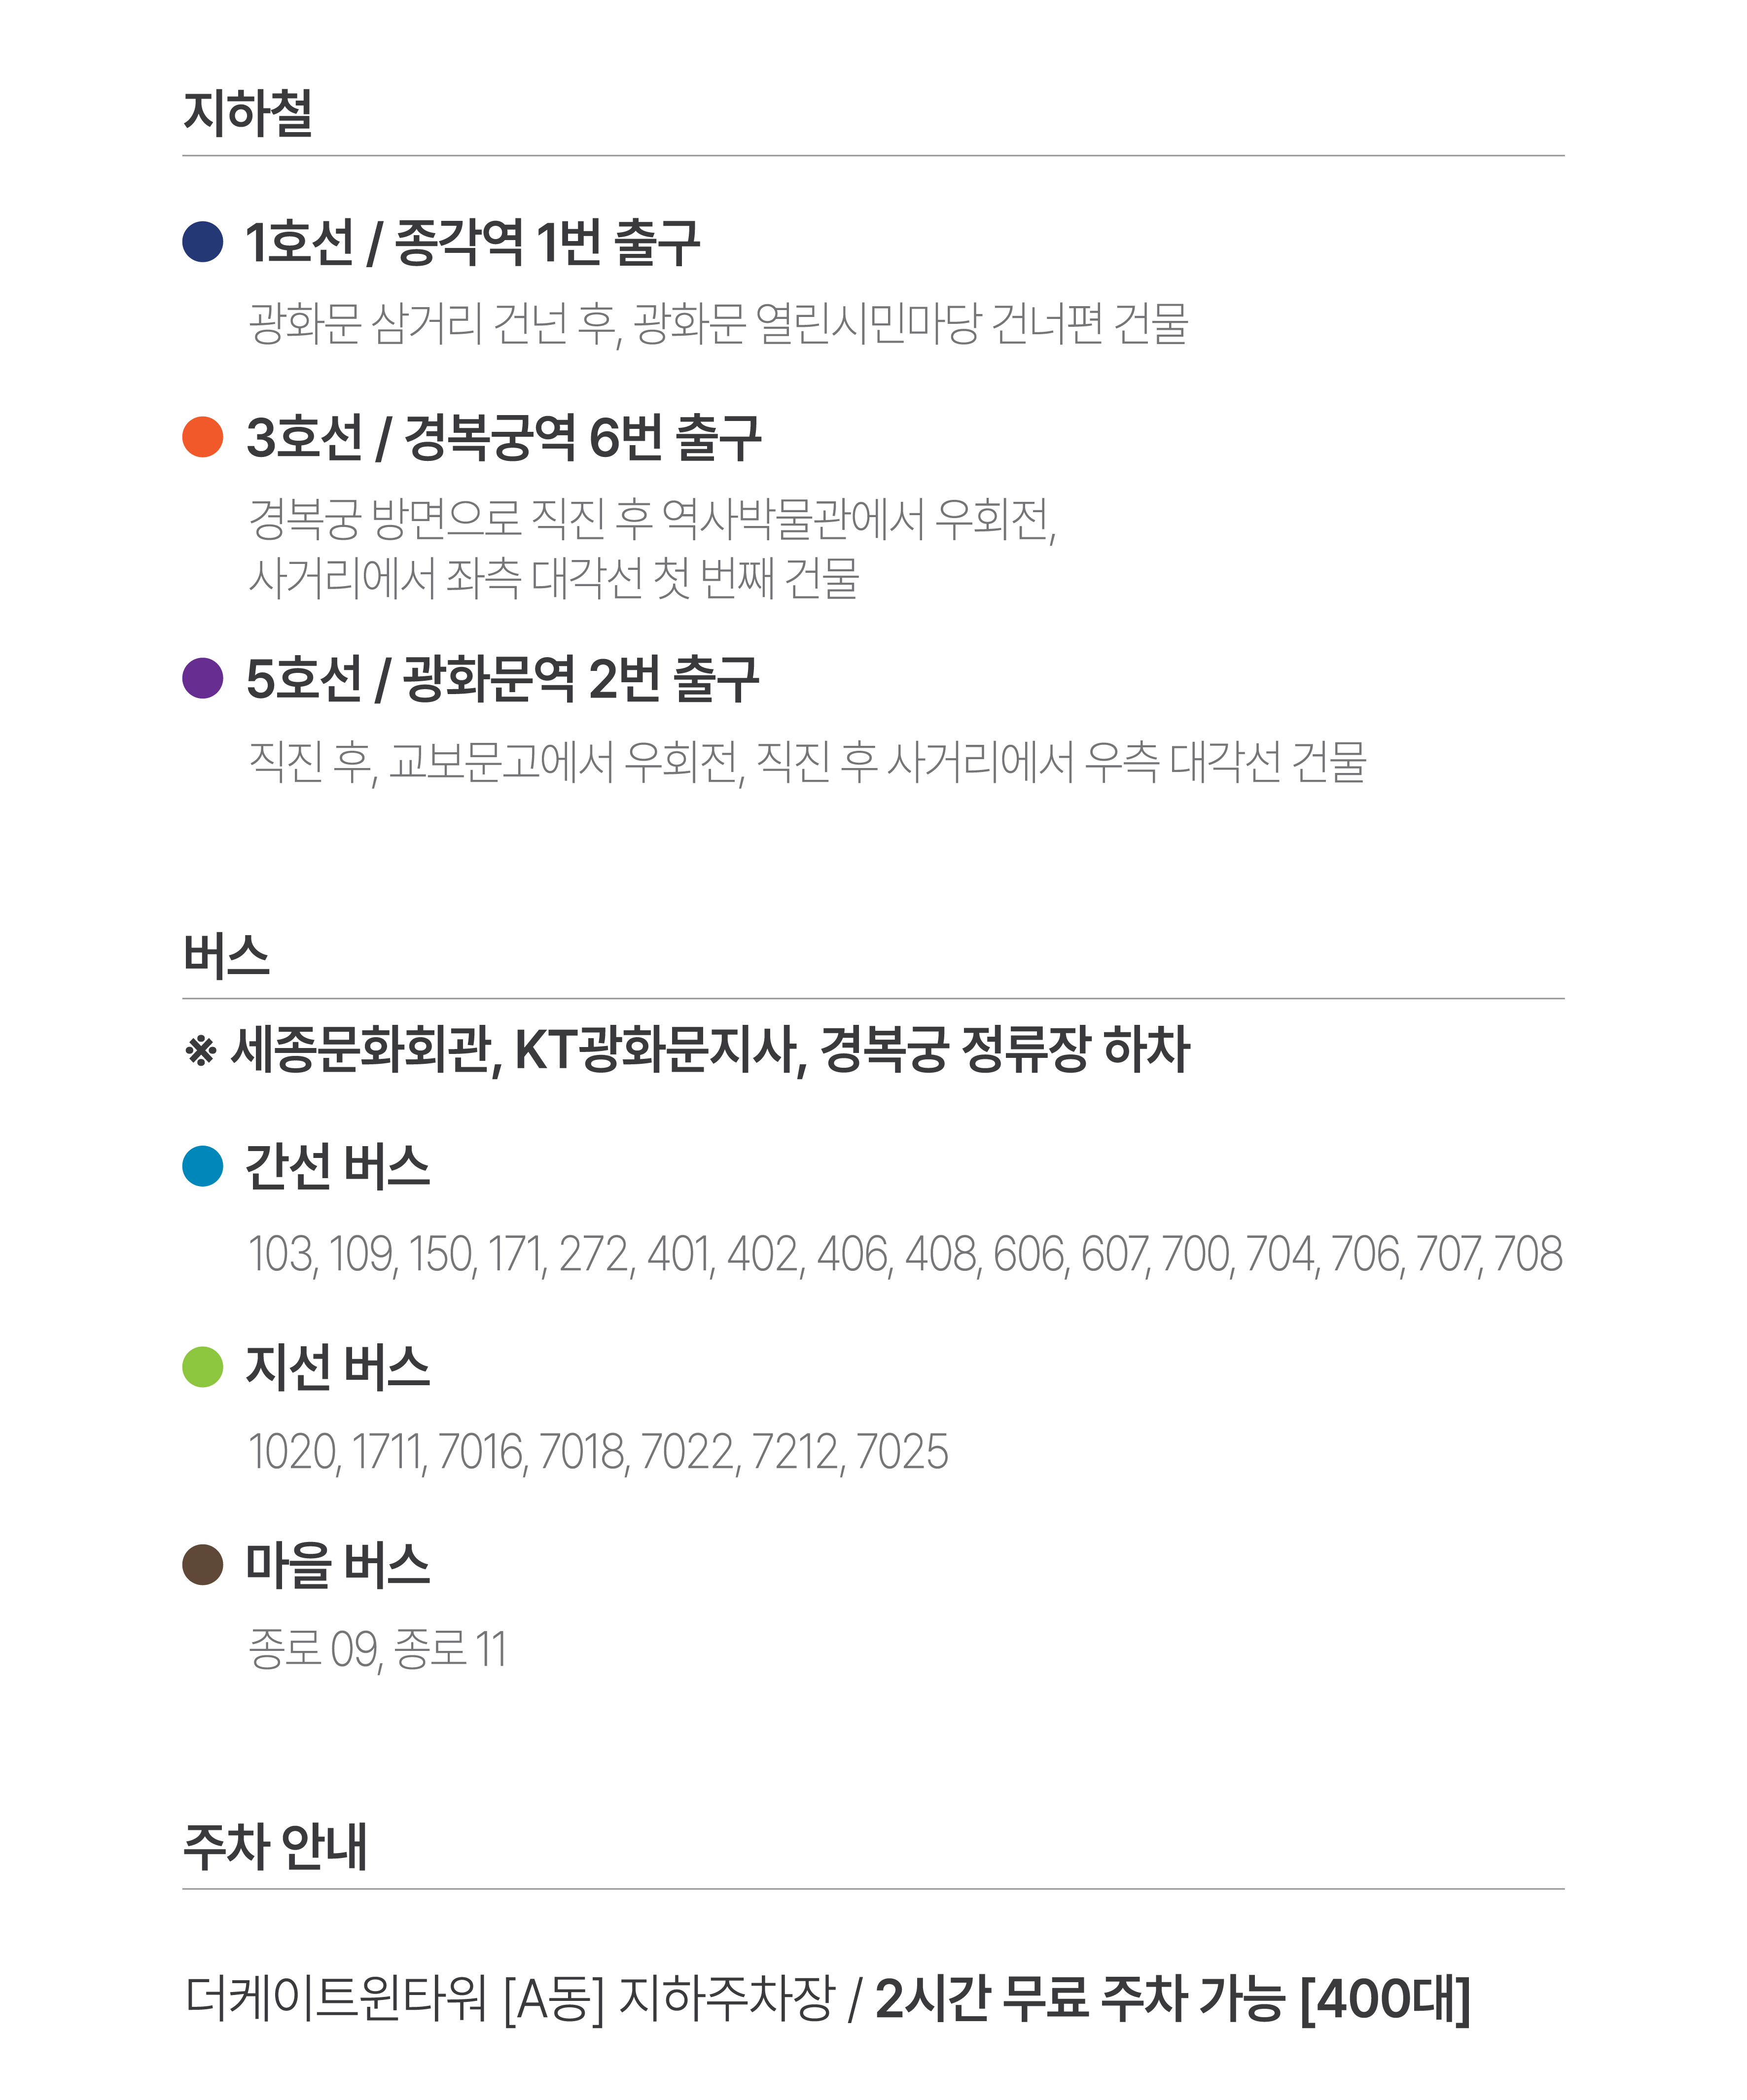 지하철
1호선 / 종각역 1번 출구
광화문 삼거리 건넌 후, 광화문 열린시민마당 건너편 건물
3호선 / 경복궁역 6번 출구
경복궁 방면으로 직진 후 역사박물관에서 우회전,
사거리에서 좌측 대각선 첫 번째 건물
5호선 / 광화문역 2번 출구
직진 후, 교보문고에서 우회전, 직진 후 사거리에서 우측 대각선 건물
버스
※ 세종문화회관, KT광화문지사, 경복궁 정류장 하차
간선 버스
103, 109, 150, 171, 272, 401, 402, 406, 408, 606, 607, 700, 704, 706, 707, 708
지선 버스
1020, 1711, 7016, 7018, 7022, 7212, 7025
마을 버스
종로 09, 종로 11
주차 안내
더케이트윈타워 [A동] 지하주차장 / 2시간 무료 주차 가능 [400대]